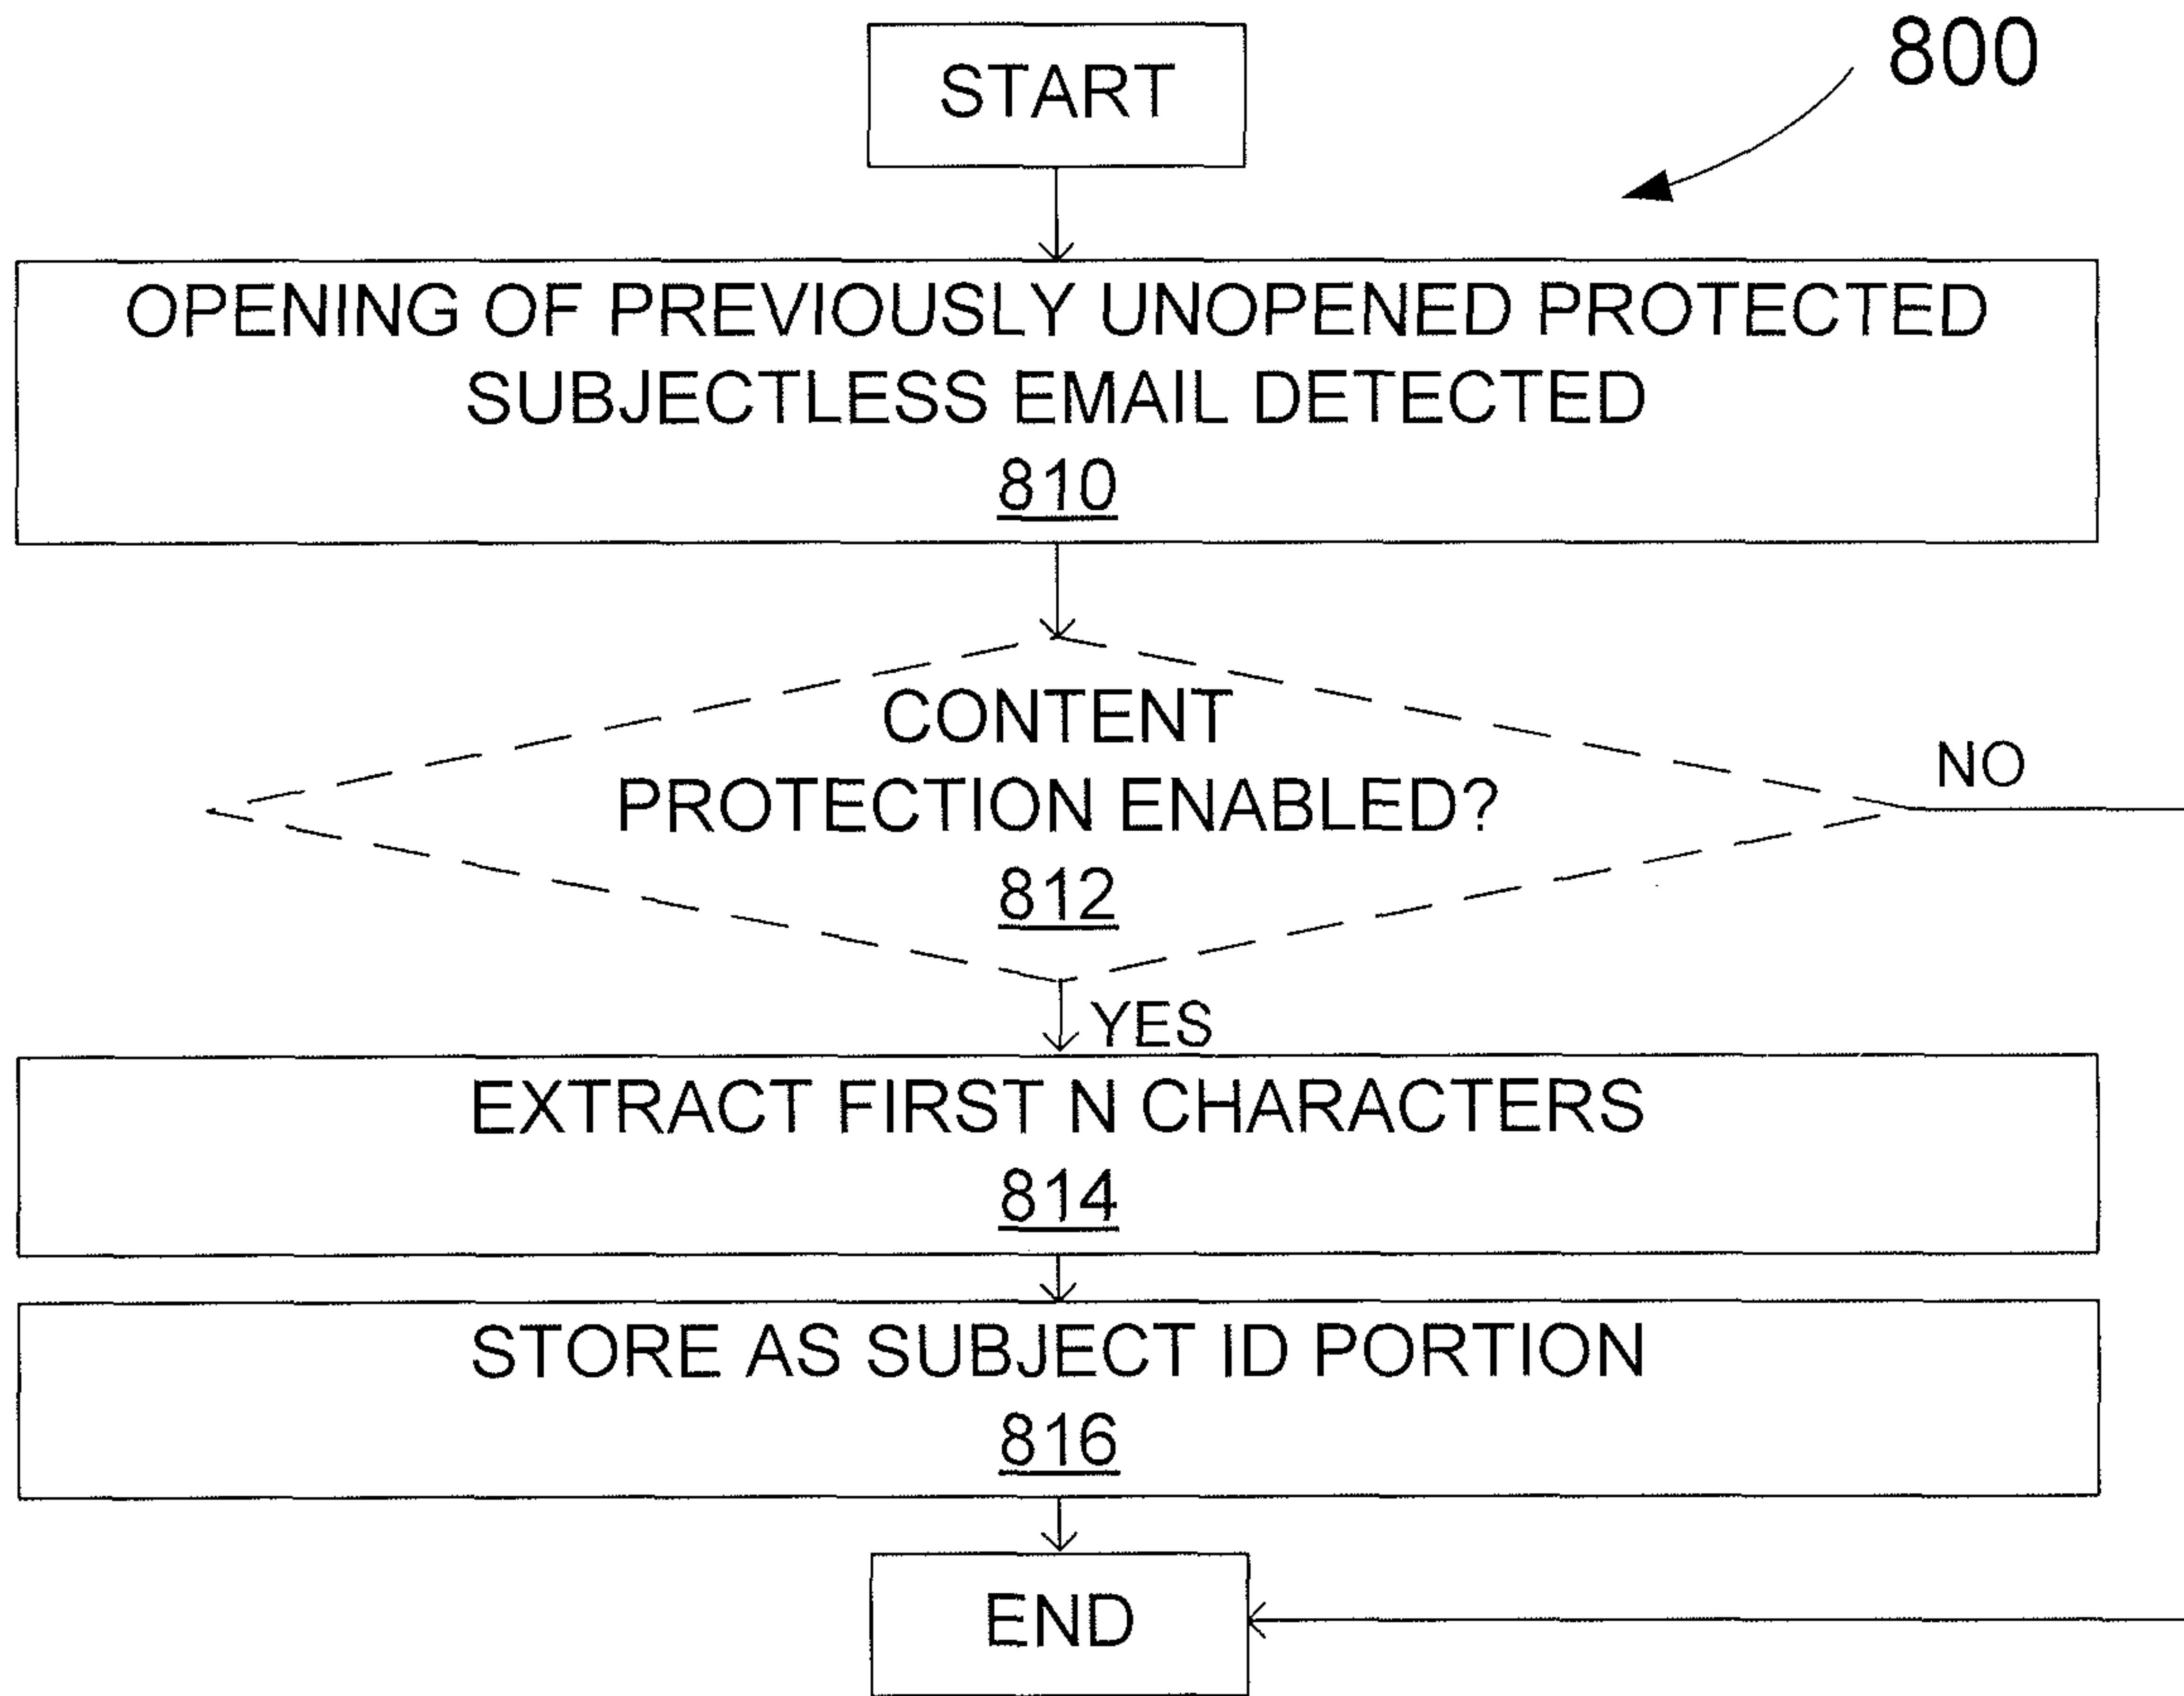 800
START
OPENING OF PREVIOUSLY UNOPENED PROTECTED
SUBJECTLESS EMAIL DETECTED
810
CONTENT
PROTECTION ENABLED?
812
NO
YES
EXTRACT FIRST N CHARACTERS
814
STORE AS SUBJECT ID PORTION
816
END